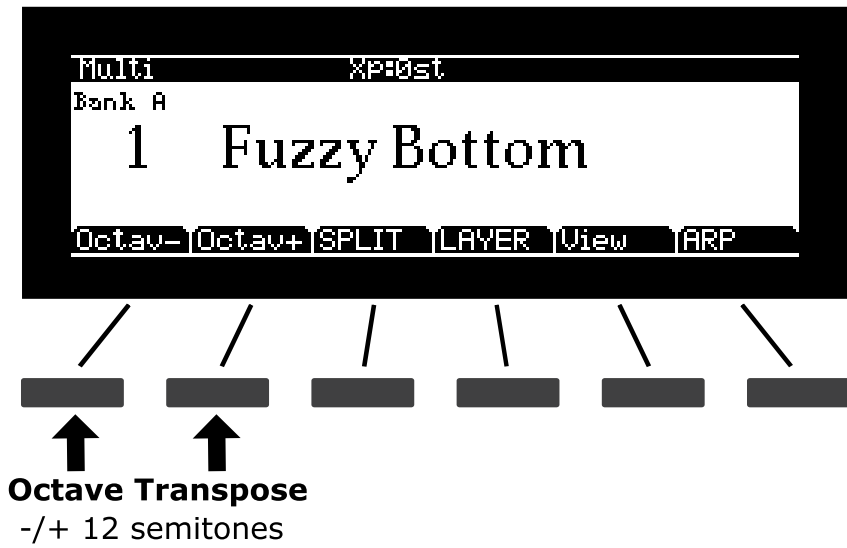 Multi Xp:0st
Bank A
1 Fuzzy Bottom
Octav- Octav+ SPLIT LAYER View ARP
Octave Transpose
-/+ 12 semitones